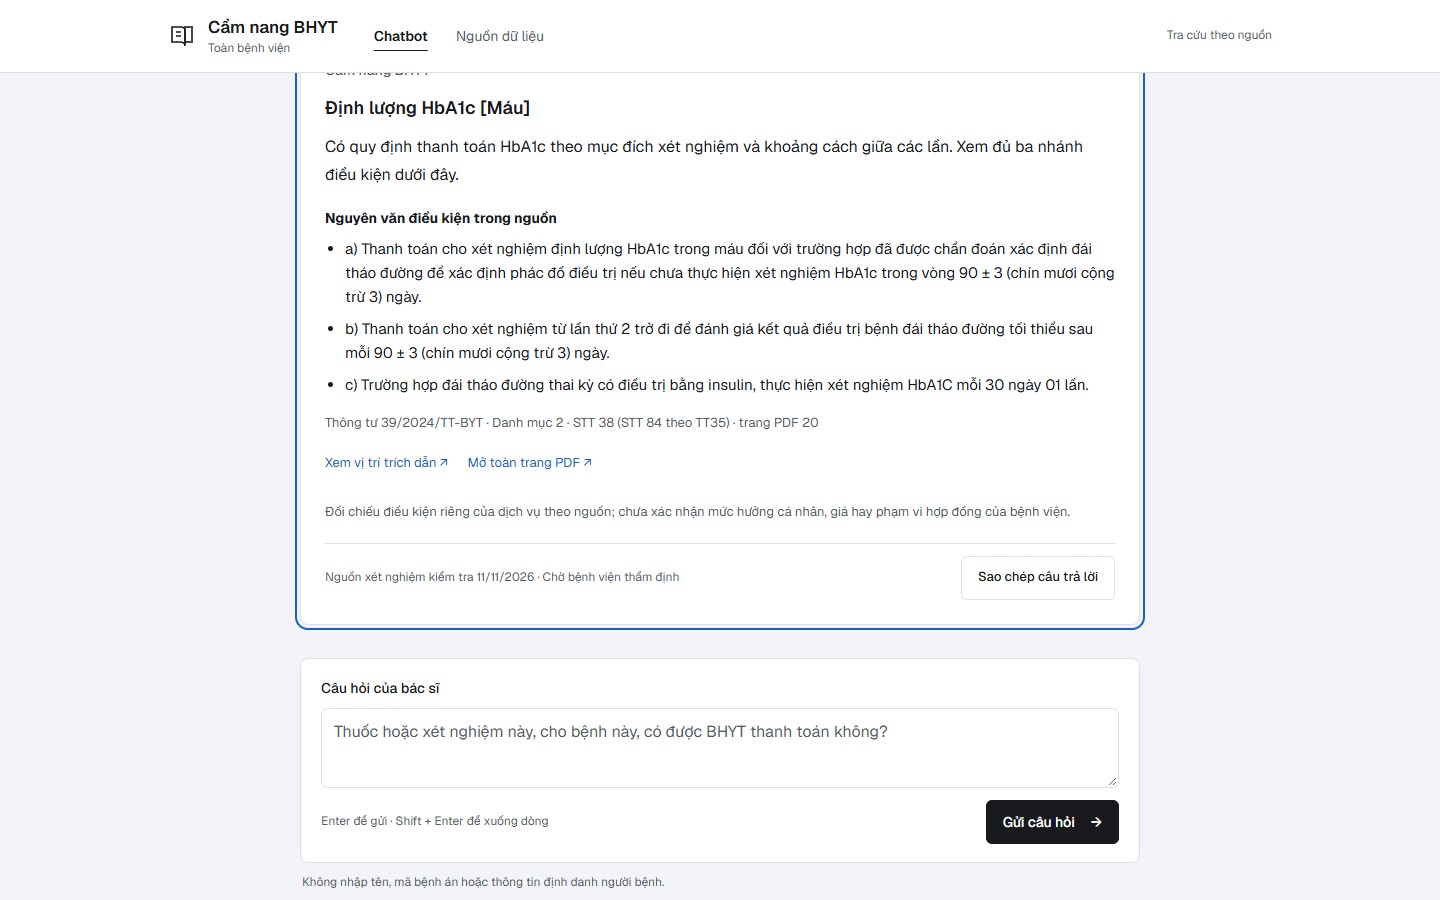 Cẩm nang BHYT
Toàn bệnh viện
Chatbot
Nguồn dữ liệu
Tra cứu theo nguồn
Cẩm nang BHYT
Định lượng HbA1c [Máu]
Có quy định thanh toán HbA1c theo mục đích xét nghiệm và khoảng cách giữa các lần. Xem đủ ba nhánh
điều kiện dưới đây.
Nguyên văn điều kiện trong nguồn
• a) Thanh toán cho xét nghiệm định lượng HbA1c trong máu đối với trường hợp đã được chẩn đoán xác định đái
tháo đường để xác định phác đồ điều trị nếu chưa thực hiện xét nghiệm HbA1c trong vòng 90 ± 3 (chín mươi cộng
trừ 3) ngày.
• b) Thanh toán cho xét nghiệm từ lần thứ 2 trở đi để đánh giá kết quả điều trị bệnh đái tháo đường tối thiểu sau
mỗi 90 ± 3 (chín mươi cộng trừ 3) ngày.
• c) Trường hợp đái tháo đường thai kỳ có điều trị bằng insulin, thực hiện xét nghiệm HbA1C mỗi 30 ngày 01 lần.
Thông tư 39/2024/TT-BYT · Danh mục 2 · STT 38 (STT 84 theo TT35) · trang PDF 20
Xem vị trí trích dẫn ↗ Mở toàn trang PDF ↗
Đối chiếu điều kiện riêng của dịch vụ theo nguồn; chưa xác nhận mức hưởng cá nhân, giá hay phạm vi hợp đồng của bệnh viện.
Nguồn xét nghiệm kiểm tra 11/11/2026 · Chờ bệnh viện thẩm định
Sao chép câu trả lời
Câu hỏi của bác sĩ
Thuốc hoặc xét nghiệm này, cho bệnh này, có được BHYT thanh toán không?
Enter để gửi · Shift + Enter để xuống dòng
Gửi câu hỏi →
Không nhập tên, mã bệnh án hoặc thông tin định danh người bệnh.